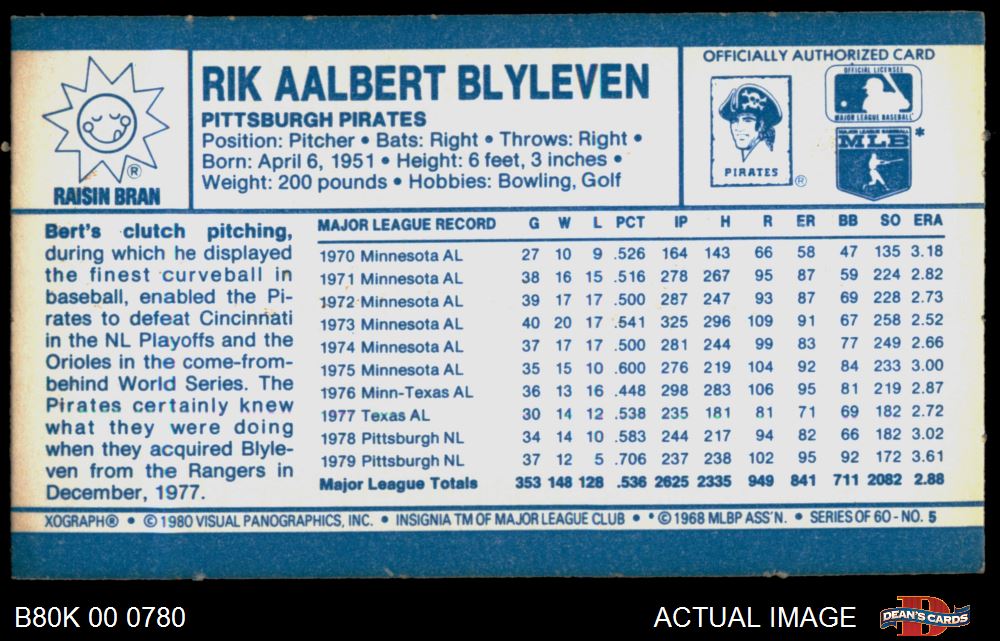 RIK AALBERT BLYLEVEN
PITTSBURGH PIRATES
Position: Pitcher • Bats: Right • Throws: Right •
Born: April 6, 1951 • Height: 6 feet, 3 inches •
Weight: 200 pounds • Hobbies: Bowling, Golf
®
RAISIN BRAN
OFFICIALLY AUTHORIZED CARD
PIRATES
®
OFFICIAL LICENSEE
MAJOR LEAGUE BASEBALL
MAJOR LEAGUE BASEBALL
MLB
*
Bert's clutch pitching,
during which he displayed
the finest curveball in
baseball, enabled the Pi-
rates to defeat Cincinnati
in the NL Playoffs and the
Orioles in the come-from-
behind World Series. The
Pirates certainly knew
what they were doing
when they acquired Blyle-
ven from the Rangers in
December, 1977.
MAJOR LEAGUE RECORD G W L PCT IP H R ER BB SO ERA
1970 Minnesota AL 27 10 9 .526 164 143 66 58 47 135 3.18
1971 Minnesota AL 38 16 15 .516 278 267 95 87 59 224 2.82
1972 Minnesota AL 39 17 17 .500 287 247 93 87 69 228 2.73
1973 Minnesota AL 40 20 17 .541 325 296 109 91 67 258 2.52
1974 Minnesota AL 37 17 17 .500 281 244 99 83 77 249 2.66
1975 Minnesota AL 35 15 10 .600 276 219 104 92 84 233 3.00
1976 Minn-Texas AL 36 13 16 .448 298 283 106 95 81 219 2.87
1977 Texas AL 30 14 12 .538 235 181 81 71 69 182 2.72
1978 Pittsburgh NL 34 14 10 .583 244 217 94 82 66 182 3.02
1979 Pittsburgh NL 37 12 5 .706 237 238 102 95 92 172 3.61
Major League Totals 353 148 128 .536 2625 2335 949 841 711 2082 2.88
XOGRAPH® • © 1980 VISUAL PANOGRAPHICS, INC. • INSIGNIA TM OF MAJOR LEAGUE CLUB • * © 1968 MLBP ASS'N. • SERIES OF 60 - NO. 5
B80K 00 0780
ACTUAL IMAGE
D
DEAN'S CARDS